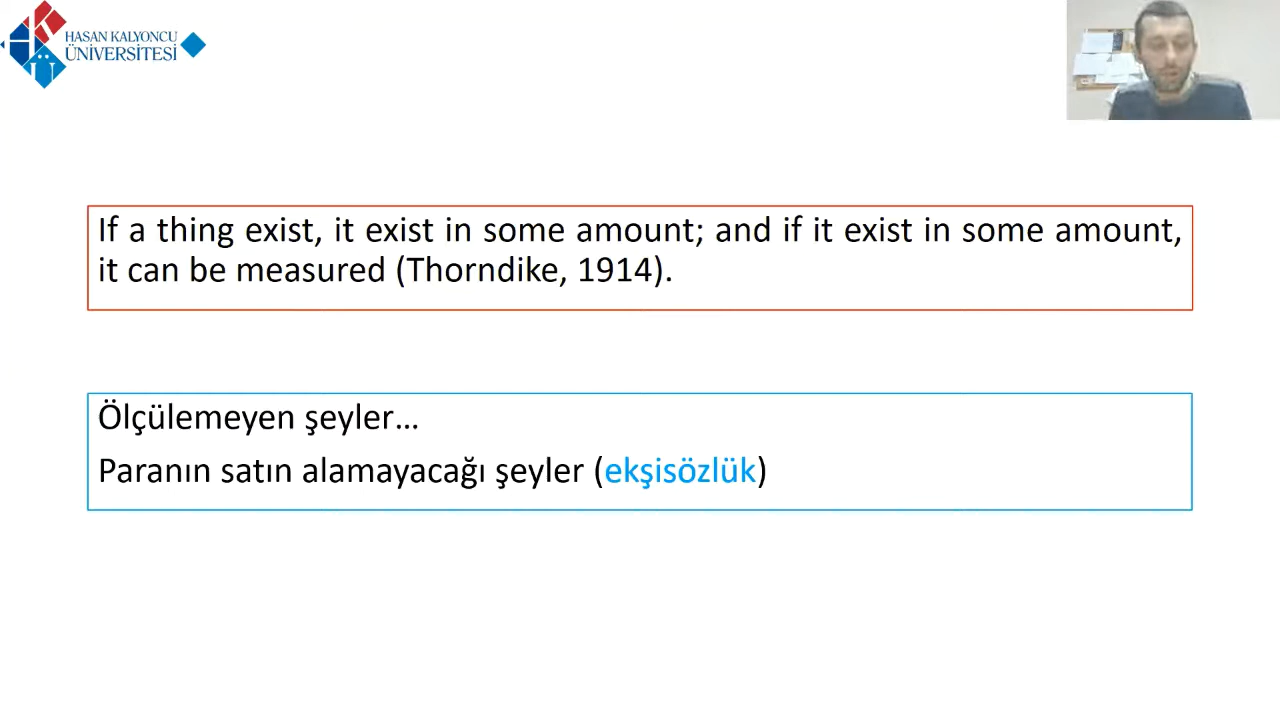 HASAN KALYONCU
ÜNİVERSİTESİ
If a thing exist, it exist in some amount; and if it exist in some amount,
it can be measured (Thorndike, 1914).
Ölçülemeyen şeyler…
Paranın satın alamayacağı şeyler (ekşisözlük)